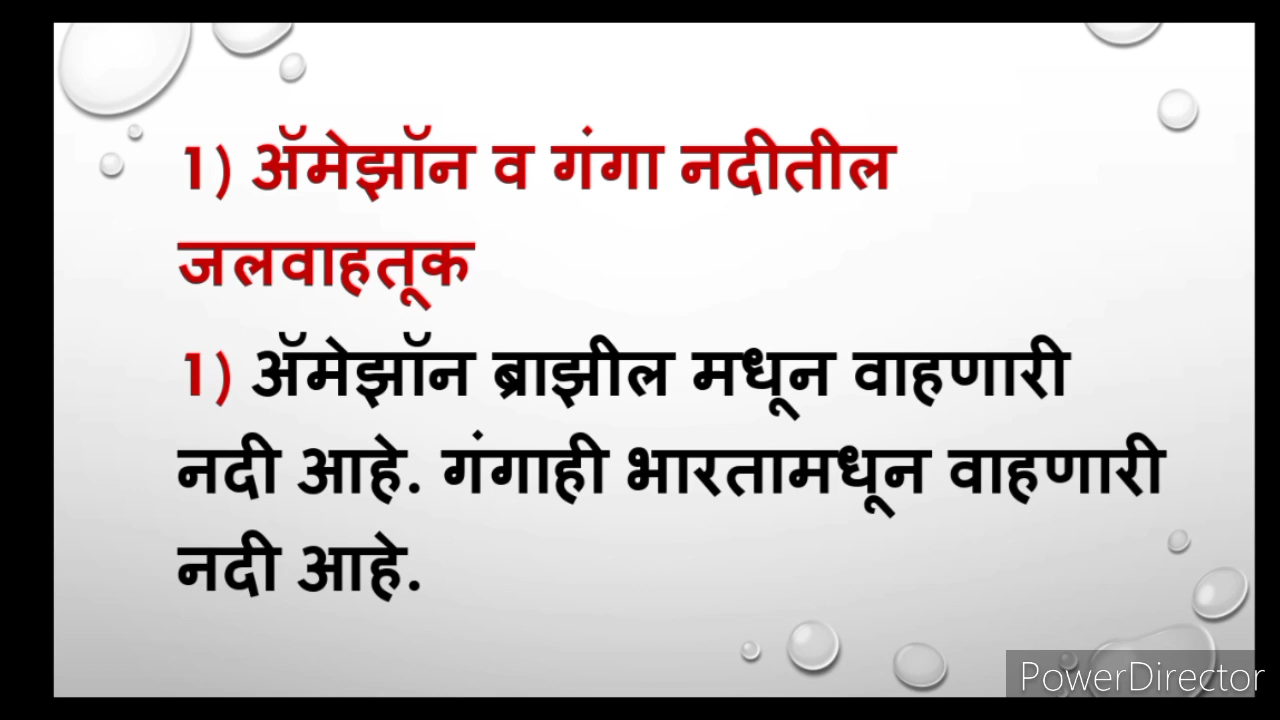 1) ॲमेझॉन व गंगा नदीतील
जलवाहतूक
1) ॲमेझॉन ब्राझील मधून वाहणारी
नदी आहे. गंगाही भारतामधून वाहणारी
नदी आहे.
PowerDirector